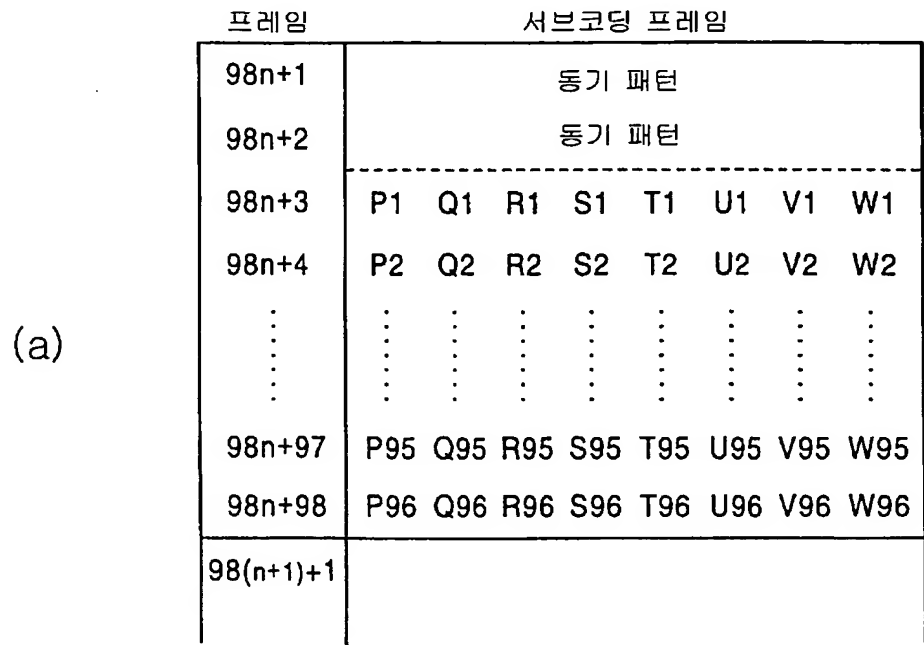 프레임 서브코딩 프레임
98n+1 동기 패턴
98n+2 동기 패턴
98n+3 P1 Q1 R1 S1 T1 U1 V1 W1
98n+4 P2 Q2 R2 S2 T2 U2 V2 W2
(a)
98n+97 P95 Q95 R95 S95 T95 U95 V95 W95
98n+98 P96 Q96 R96 S96 T96 U96 V96 W96
98(n+1)+1